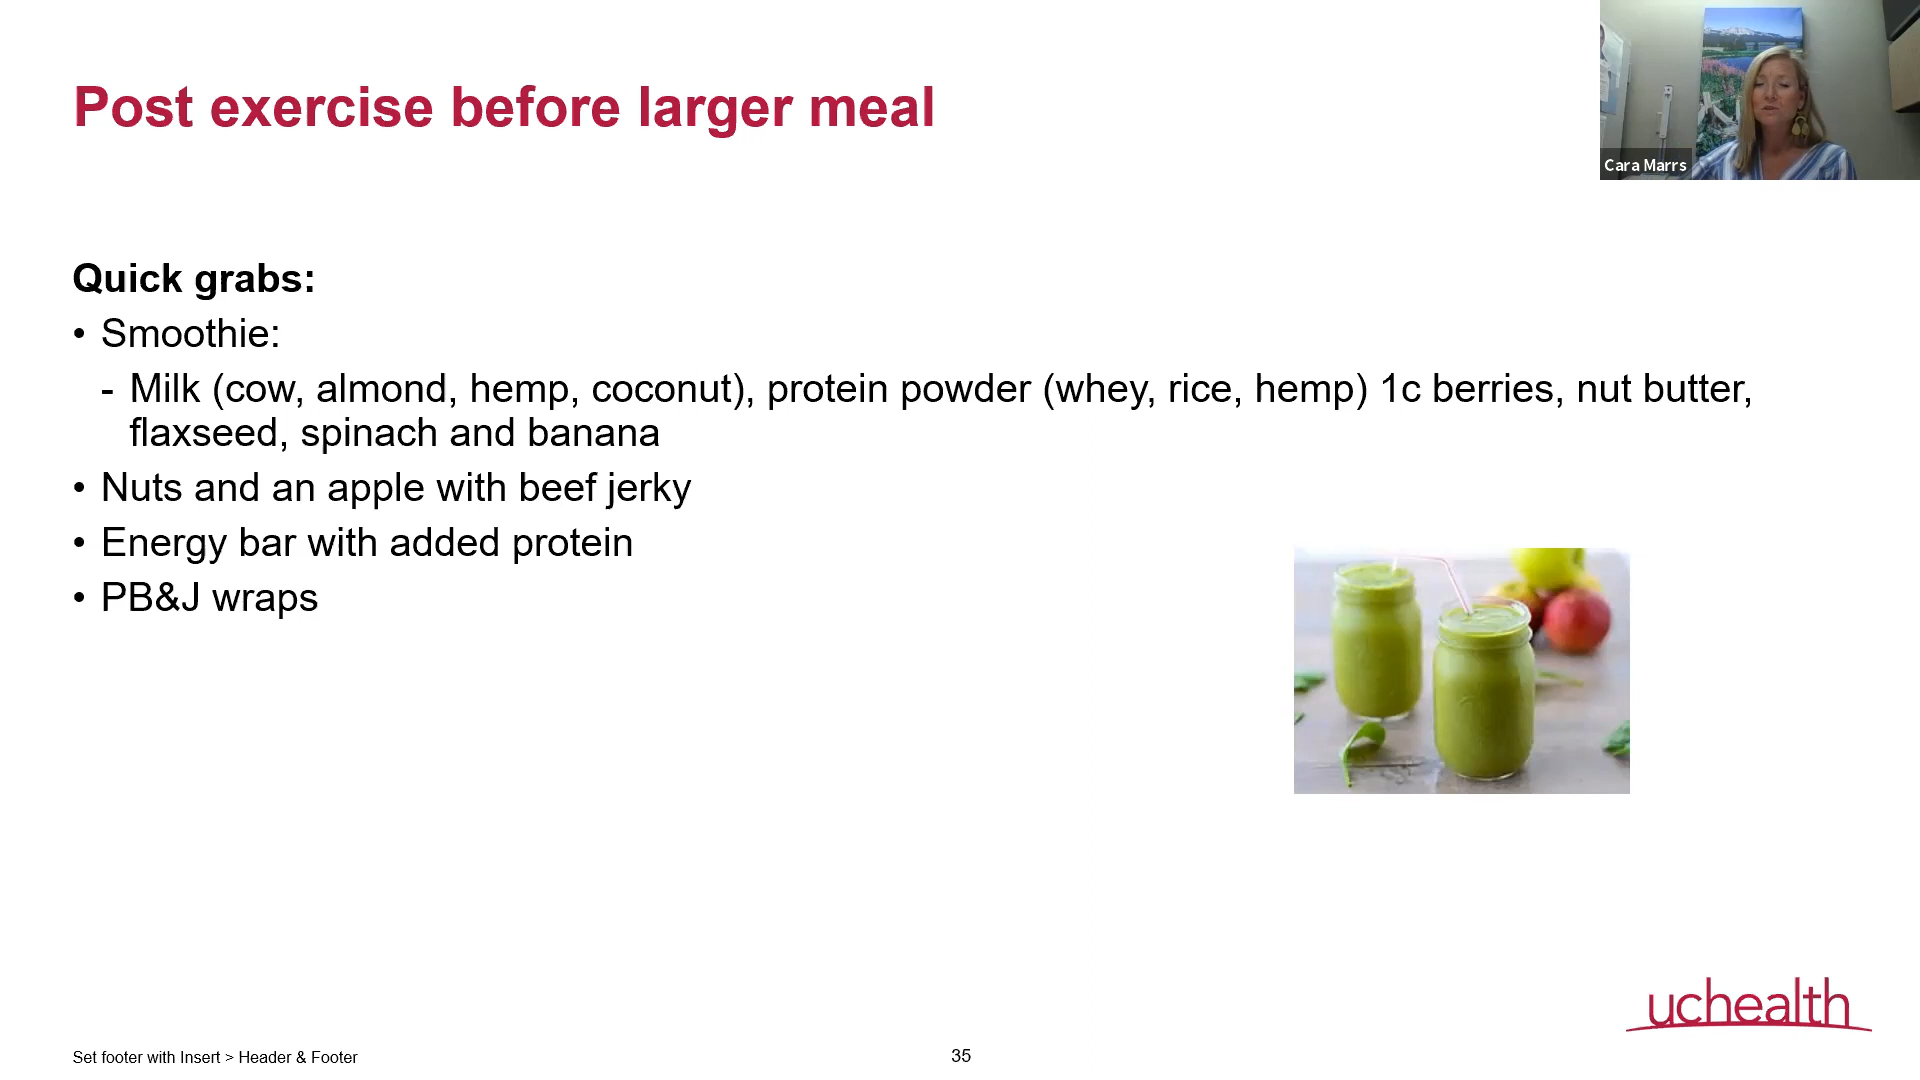 Post exercise before larger meal
Cara Marrs
Quick grabs:
• Smoothie:
- Milk (cow, almond, hemp, coconut), protein powder (whey, rice, hemp) 1c berries, nut butter,
flaxseed, spinach and banana
• Nuts and an apple with beef jerky
• Energy bar with added protein
• PB&J wraps
uchealth
Set footer with Insert > Header & Footer
35